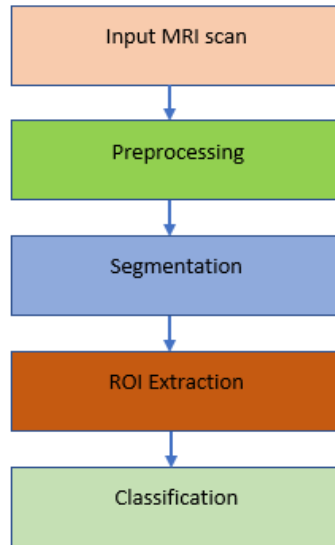 Input MRI scan
Preprocessing
Segmentation
ROI Extraction
Classification